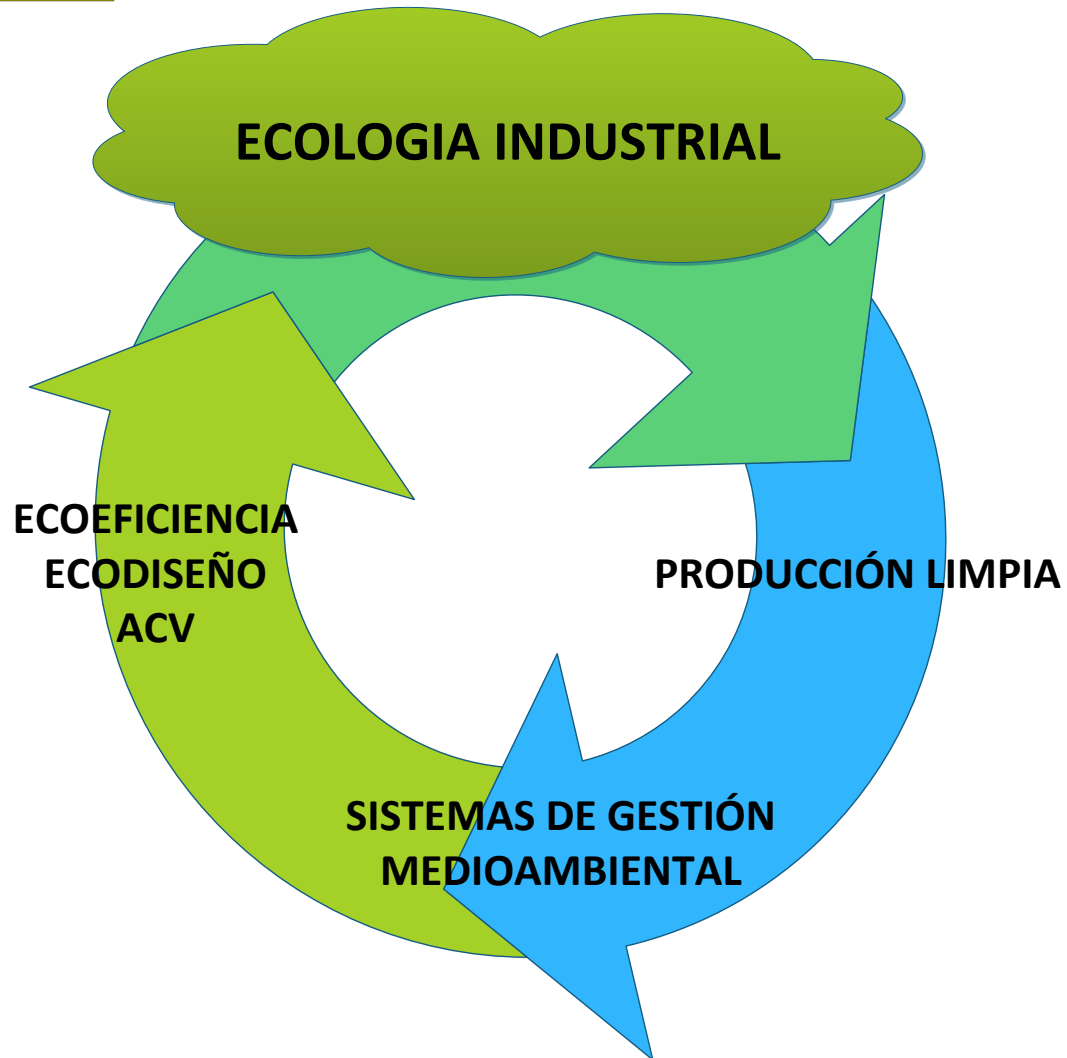 ECOLOGIA INDUSTRIAL
ECOEFICIENCIA
ECODISEÑO
ACV
PRODUCCIÓN LIMPIA
SISTEMAS DE GESTIÓN
MEDIOAMBIENTAL